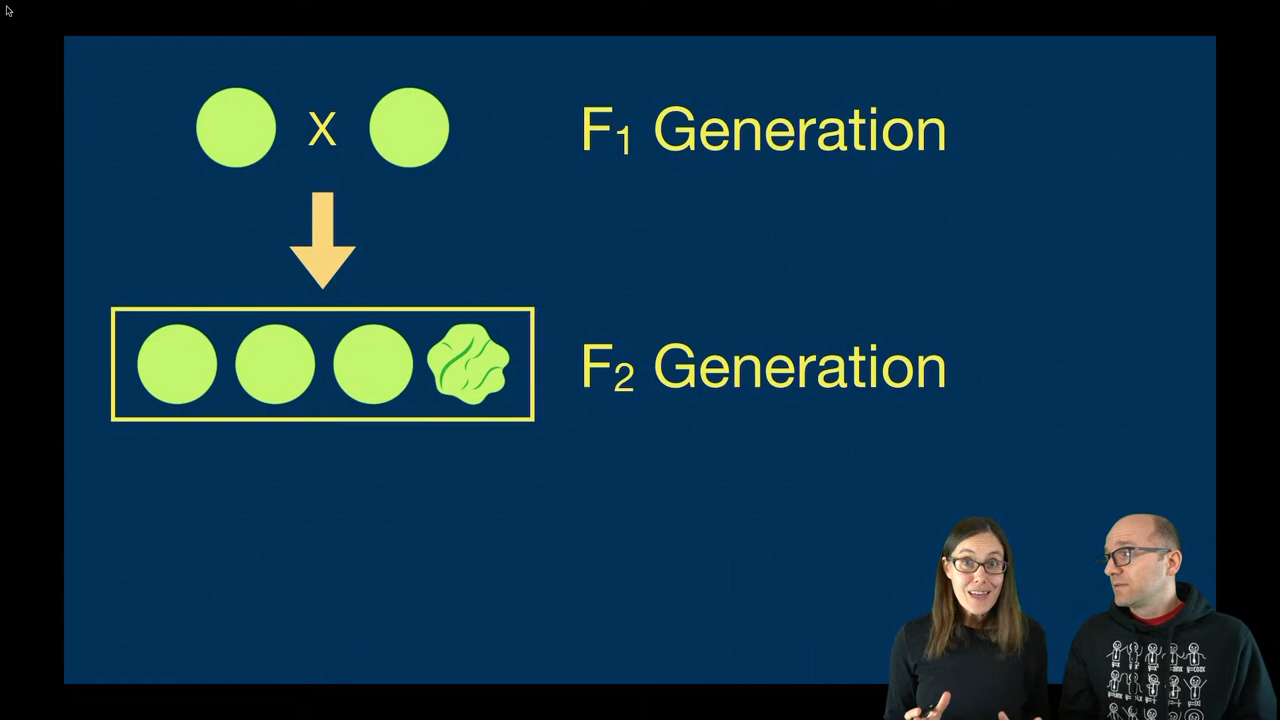 X
F₁ Generation
F₂ Generation